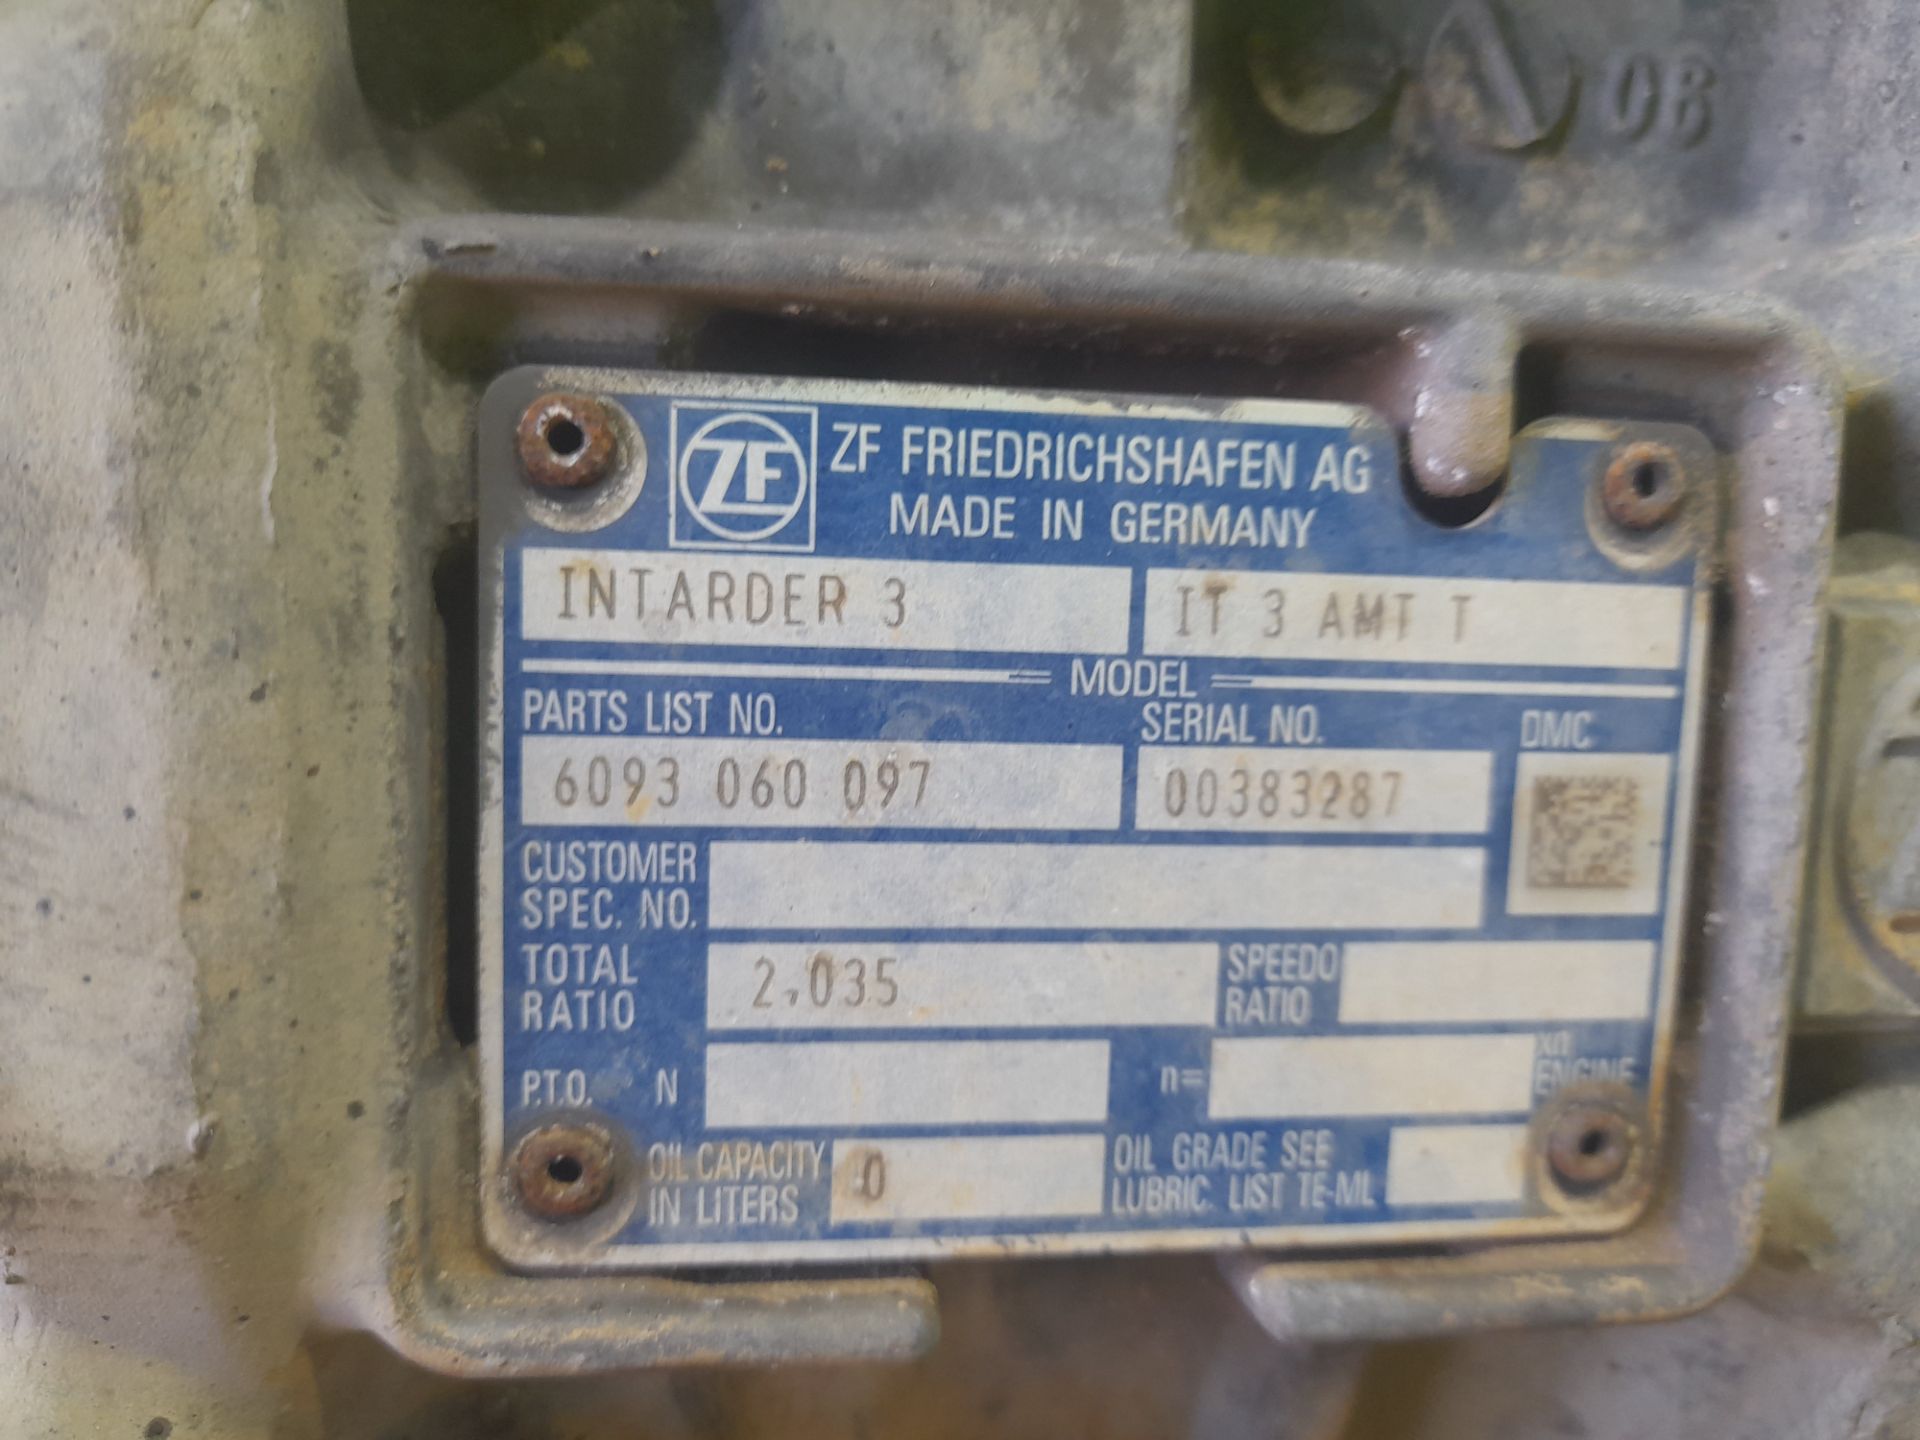 08
ZF
ZF FRIEDRICHSHAFEN AG
MADE IN GERMANY
INTARDER 3
IT 3 AMT T
MODEL
PARTS LIST NO.
SERIAL NO.
DMC
6093 060 097
00383287
CUSTOMER
SPEC. NO.
TOTAL
RATIO
2,035
SPEEDO
RATIO
P.T.O. N
n=
xn
ENGINE
OIL CAPACITY
IN LITERS
0
OIL GRADE SEE
LUBRIC. LIST TE-ML